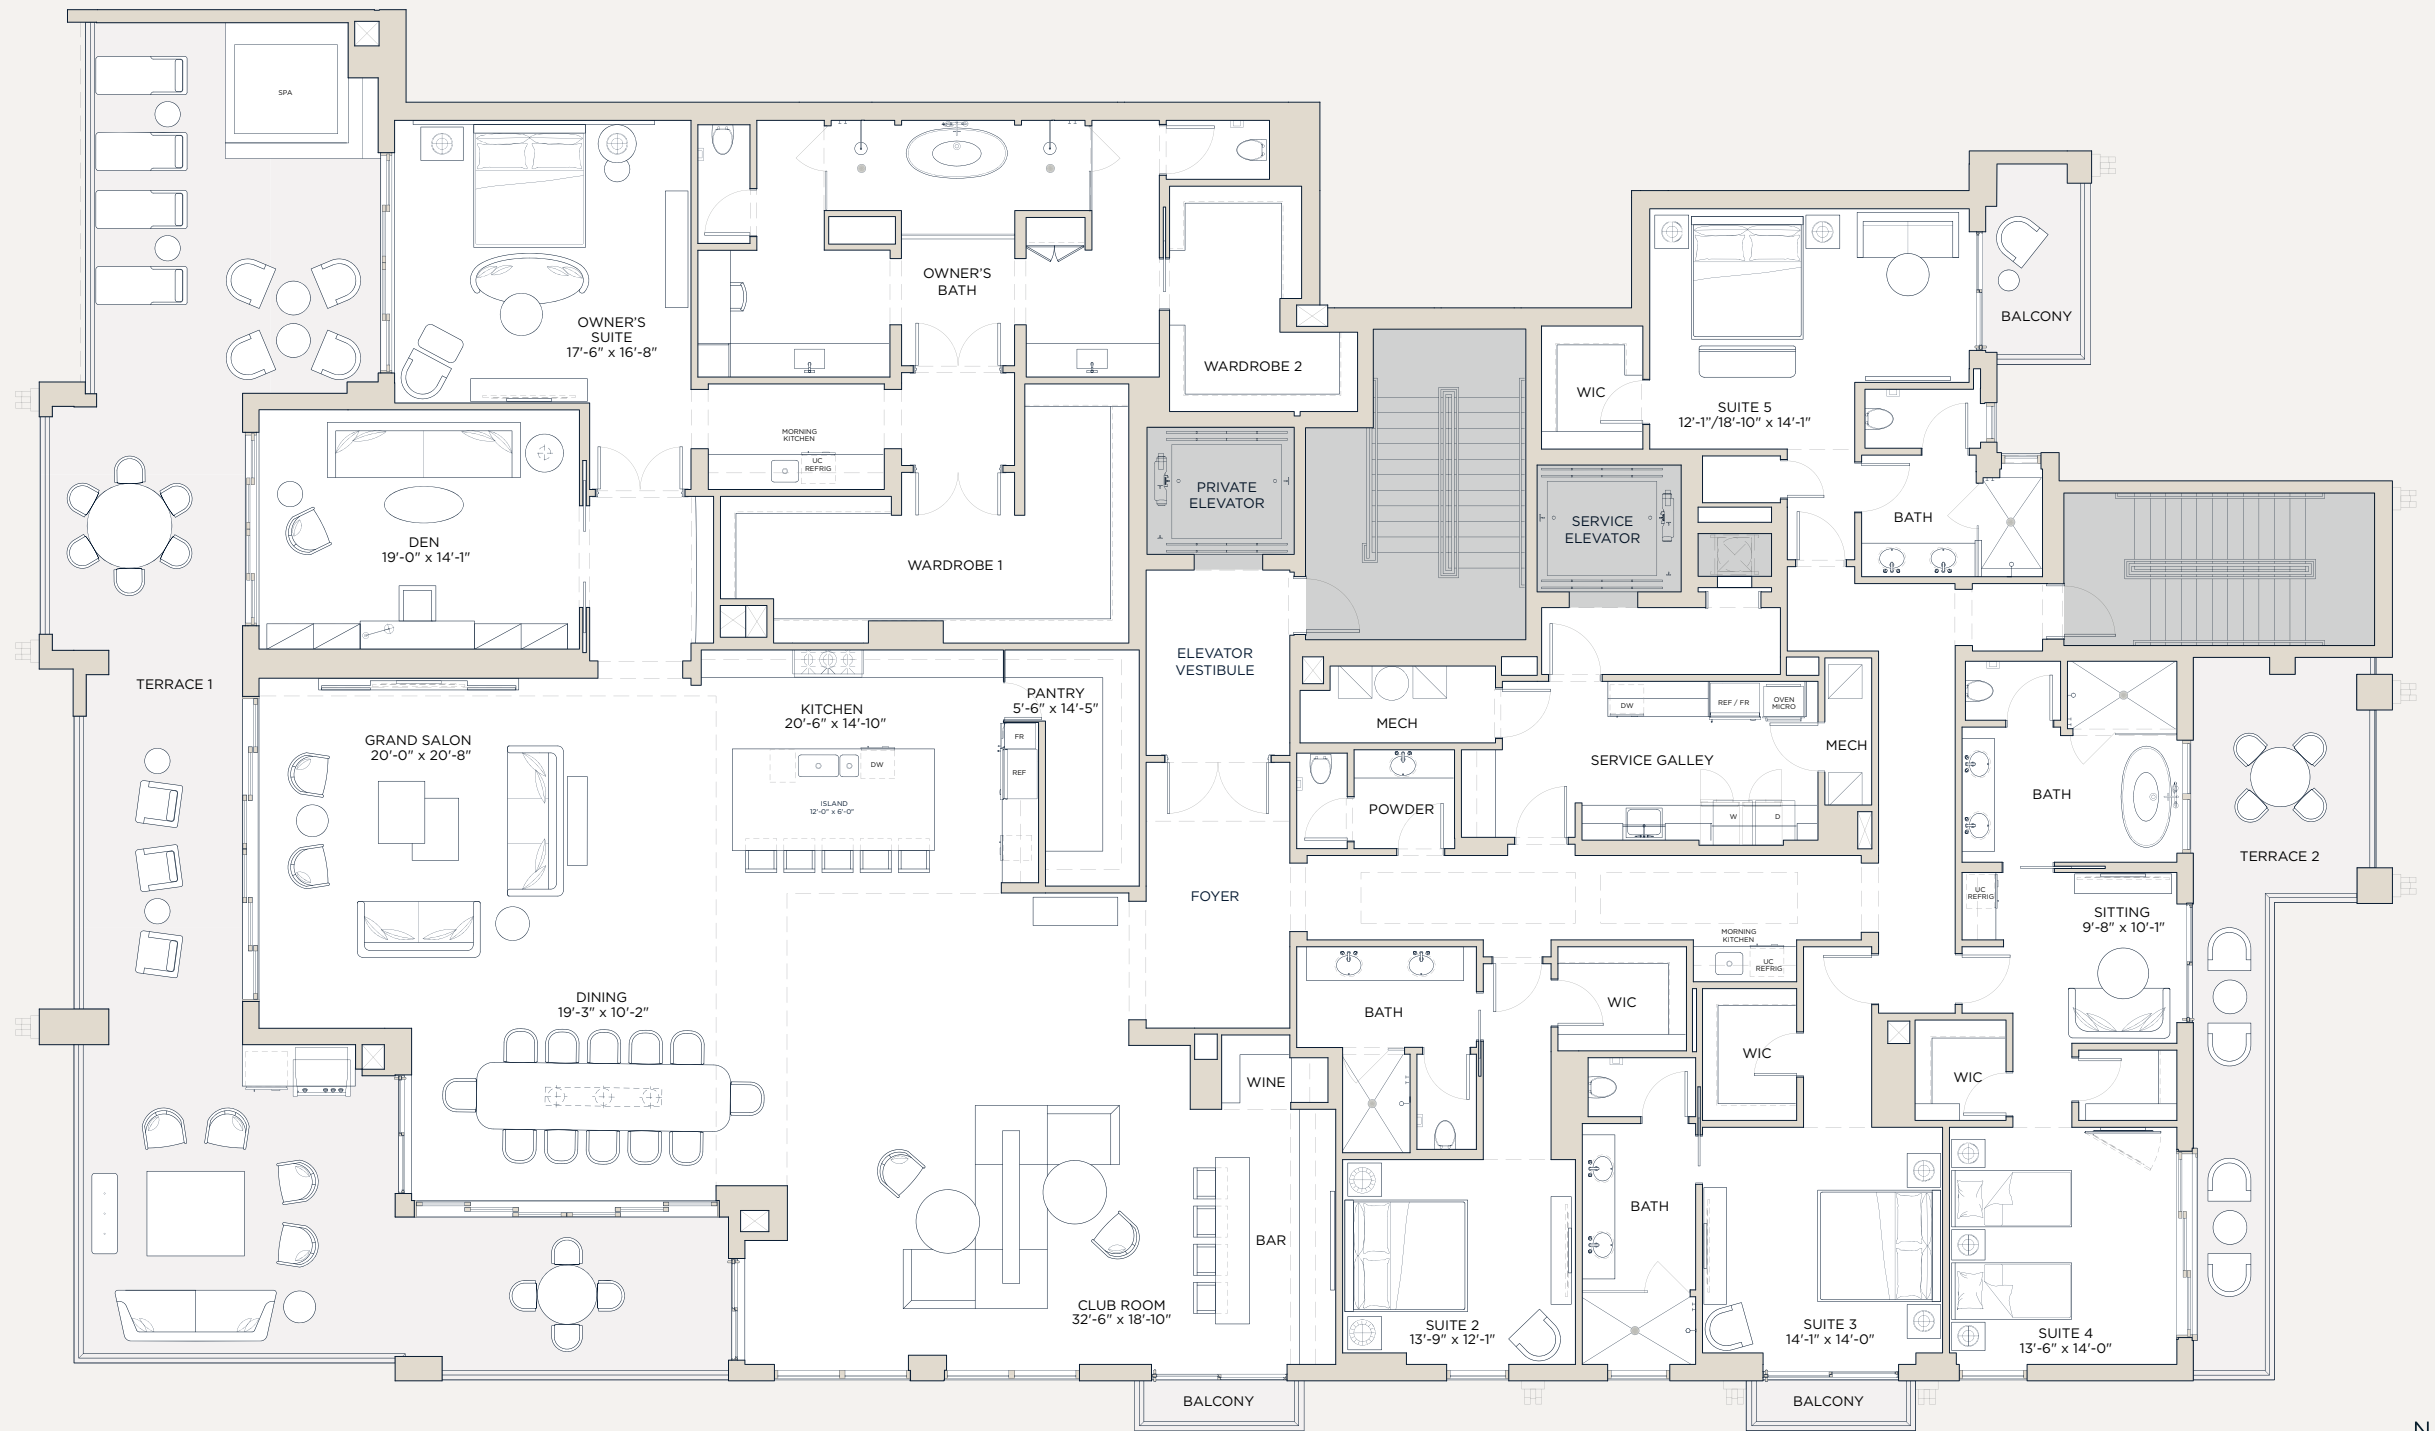 SPA
OWNER'S
SUITE
17'-6" x 16'-8"
OWNER'S
BATH
WARDROBE 2
MORNING
KITCHEN
UC
REFRIG
DEN
19'-0" x 14'-1"
WARDROBE 1
PRIVATE
ELEVATOR
SERVICE
ELEVATOR
WIC
SUITE 5
12'-1"/18'-10" x 14'-1"
BALCONY
BATH
TERRACE 1
ELEVATOR
VESTIBULE
GRAND SALON
20'-0" x 20'-8"
KITCHEN
20'-6" x 14'-10"
PANTRY
5'-6" x 14'-5"
FR
REF
DW
ISLAND
12'-0" x 6'-0"
MECH
DW
REF / FR
OVEN
MICRO
MECH
SERVICE GALLEY
W
D
POWDER
BATH
TERRACE 2
FOYER
UC
REFRIG
SITTING
9'-8" x 10'-1"
MORNING
KITCHEN
UC
REFRIG
DINING
19'-3" x 10'-2"
BATH
WIC
WIC
WIC
WINE
BAR
BATH
CLUB ROOM
32'-6" x 18'-10"
SUITE 2
13'-9" x 12'-1"
SUITE 3
14'-1" x 14'-0"
SUITE 4
13'-6" x 14'-0"
BALCONY
BALCONY
N